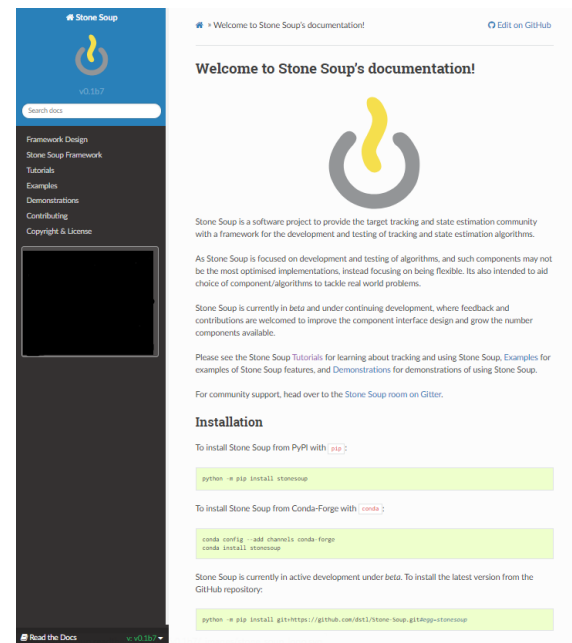 Stone Soup
v0.1b7
Search docs
Framework Design
Stone Soup Framework
Tutorials
Examples
Demonstrations
Contributing
Copyright & License
Read the Docs
v: v0.1b7
» Welcome to Stone Soup's documentation!
Edit on GitHub
Welcome to Stone Soup's documentation!
Stone Soup is a software project to provide the target tracking and state estimation community
with a framework for the development and testing of tracking and state estimation algorithms.
As Stone Soup is focused on development and testing of algorithms, and such components may not
be the most optimised implementations, instead focusing on being flexible. Its also intended to aid
choice of component/algorithms to tackle real world problems.
Stone Soup is currently in beta and under continuing development, where feedback and
contributions are welcomed to improve the component interface design and grow the number
components available.
Please see the Stone Soup Tutorials for learning about tracking and using Stone Soup, Examples for
examples of Stone Soup features, and Demonstrations for demonstrations of using Stone Soup.
For community support, head over to the Stone Soup room on Gitter.
Installation
To install Stone Soup from PyPI with pip:
python -m pip install stonesoup
To install Stone Soup from Conda-Forge with conda:
conda config --add channels conda-forge
conda install stonesoup
Stone Soup is currently in active development under beta. To install the latest version from the
GitHub repository:
python -m pip install git+https://github.com/dstl/Stone-Soup.git#egg=stonesoup